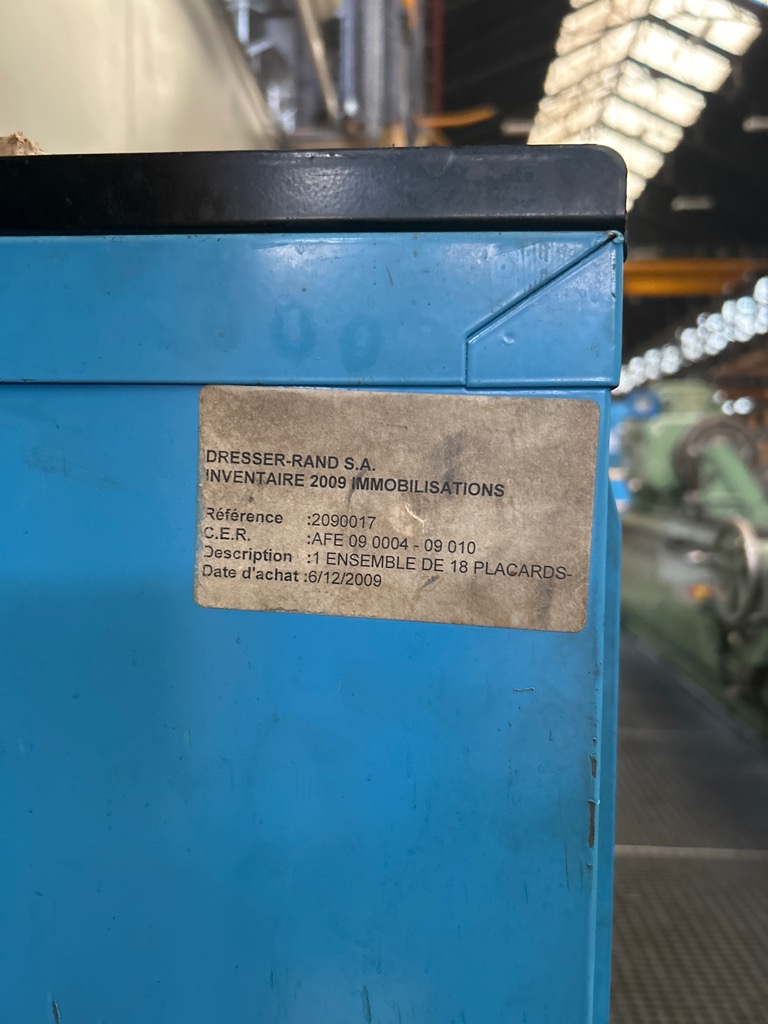 DRESSER-RAND S.A.
INVENTAIRE 2009 IMMOBILISATIONS
Référence :2090017
C.E.R. :AFE 09 0004 - 09 010
Description :1 ENSEMBLE DE 18 PLACARDS-
Date d'achat :6/12/2009